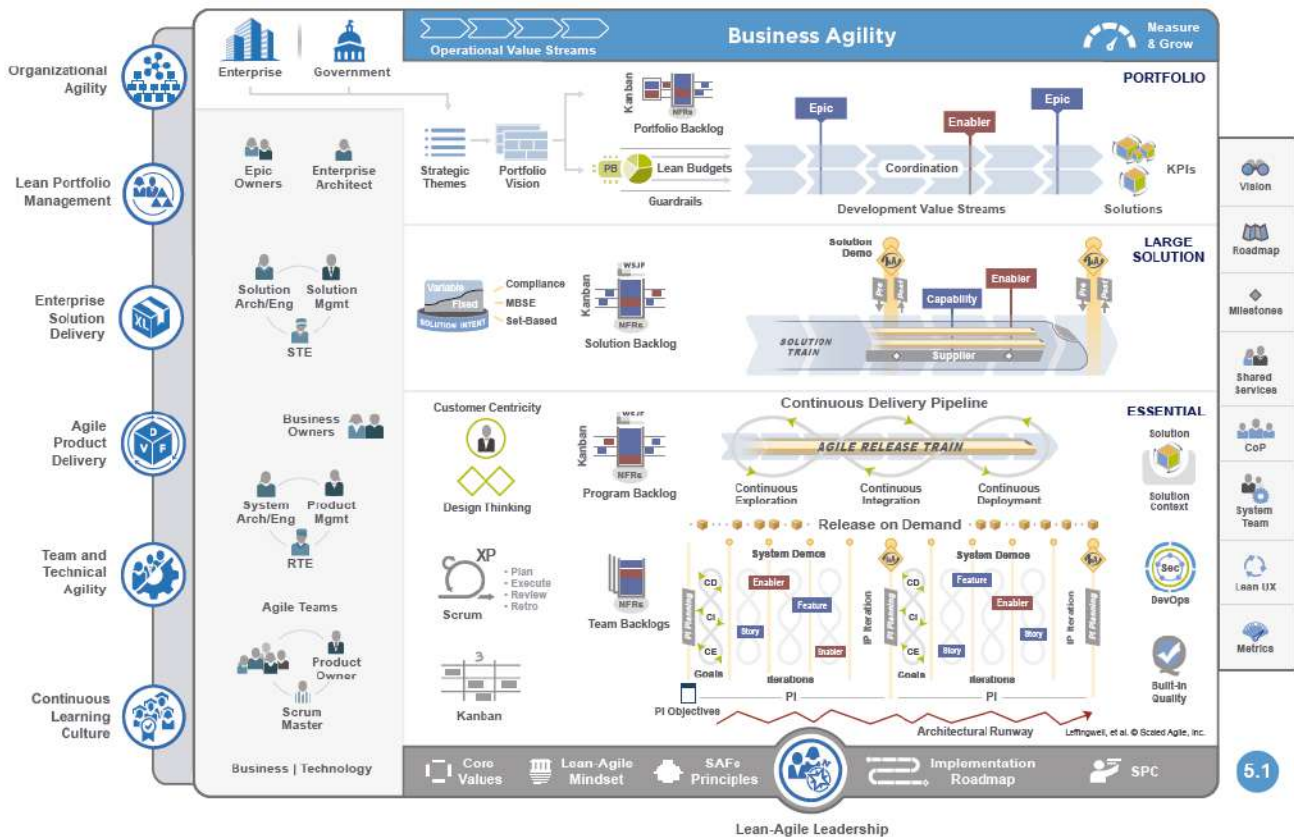 Organizational
Agility
Lean Portfolio
Management
Enterprise
Solution
Delivery
Agile
Product
Delivery
Team and
Technical
Agility
Continuous
Learning
Culture
Enterprise
Government
Operational Value Streams
Business Agility
Measure
& Grow
PORTFOLIO
Epic
Owners
Enterprise
Architect
Strategic
Themes
Portfolio
Vision
Kanban
NFRs
Portfolio Backlog
PB
Lean Budgets
Guardrails
Epic
Enabler
Epic
Coordination
Development Value Streams
KPIs
Solutions
LARGE
SOLUTION
Solution
Arch/Eng
Solution
Mgmt
STE
Variable
Fixed
SOLUTION INTENT
Compliance
MBSE
Set-Based
Kanban
WSJF
NFRs
Solution Backlog
Solution
Demo
I&A
Pre
Post
Capability
Enabler
SOLUTION
TRAIN
Supplier
I&A
Pre
Post
ESSENTIAL
Business
Owners
System
Arch/Eng
Product
Mgmt
RTE
Customer Centricity
Design Thinking
Kanban
WSJF
NFRs
Program Backlog
Continuous Delivery Pipeline
AGILE RELEASE TRAIN
Continuous
Exploration
Continuous
Integration
Continuous
Deployment
Solution
Solution
Context
Release on Demand
Agile Teams
Product
Owner
Scrum
Master
XP
- Plan
- Execute
- Review
- Retro
Scrum
3
Kanban
NFRs
Team Backlogs
PI Planning
CD
CI
CE
Goals
System Demos
Enabler
Feature
Story
Enabler
Iterations
IP Iteration
I&A
PI Planning
CD
CI
CE
Goals
System Demos
Feature
Enabler
Story
Story
Iterations
IP Iteration
I&A
PI Planning
PI
PI
PI Objectives
Architectural Runway
Sec
DevOps
Built-In
Quality
Leffingwell, et al. © Scaled Agile, Inc.
Business | Technology
Core
Values
Lean-Agile
Mindset
SAFe
Principles
Implementation
Roadmap
SPC
Lean-Agile Leadership
Vision
Roadmap
Milestones
Shared
Services
CoP
System
Team
Lean UX
Metrics
XL
D
V
F
5.1